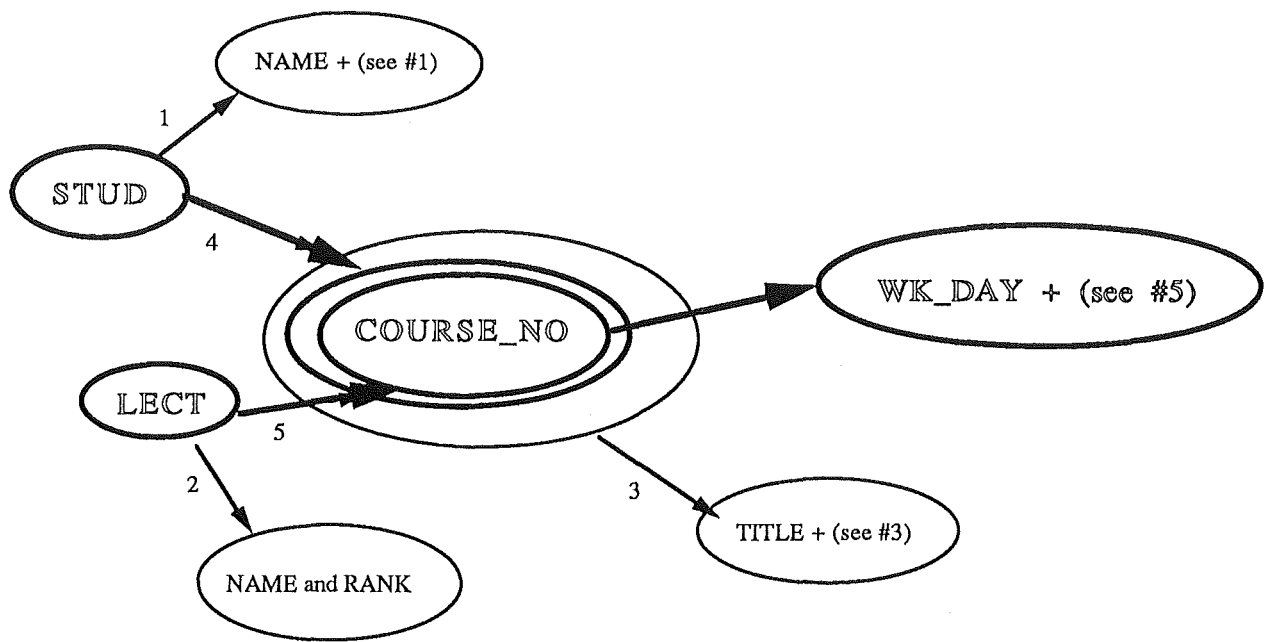 NAME + (see #1)
1
STUD
4
WK_DAY + (see #5)
COURSE_NO
LECT
5
2
3
TITLE + (see #3)
NAME and RANK